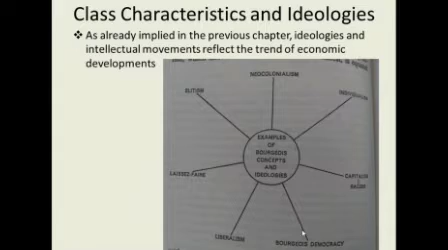 Class Characteristics and Ideologies
❖ As already implied in the previous chapter, ideologies and
intellectual movements reflect the trend of economic
developments
NEOCOLONIALISM
ELITISM
INDIVIDUALISM
EXAMPLES
OF
BOURGEOIS
CONCEPTS
AND
IDEOLOGIES
LAISSEZ-FAIRE
CAPITALISM
LIBERALISM
BOURGEOIS DEMOCRACY